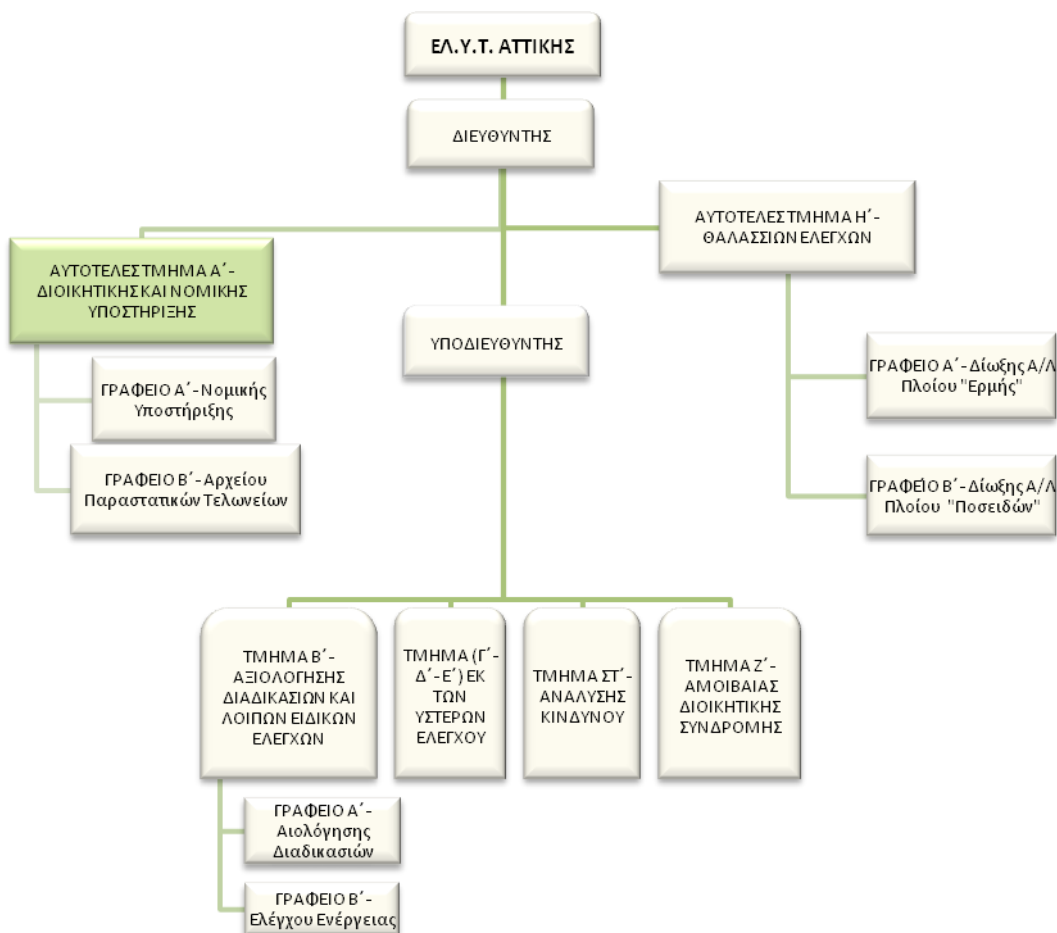 ΕΛ.Υ.Τ. ΑΤΤΙΚΗΣ
ΔΙΕΥΘΥΝΤΗΣ
ΑΥΤΟΤΕΛΕΣ ΤΜΗΜΑ Η΄-
ΘΑΛΑΣΣΙΩΝ ΕΛΕΓΧΩΝ
ΑΥΤΟΤΕΛΕΣ ΤΜΗΜΑ Α΄-
ΔΙΟΙΚΗΤΙΚΗΣ ΚΑΙ ΝΟΜΙΚΗΣ
ΥΠΟΣΤΗΡΙΞΗΣ
ΥΠΟΔΙΕΥΘΥΝΤΗΣ
ΓΡΑΦΕΙΟ Α΄- Νομικής
Υποστήριξης
ΓΡΑΦΕΙΟ Β΄- Αρχείου
Παραστατικών Τελωνείων
ΓΡΑΦΕΙΟ Α΄- Δίωξης Α/Λ
Πλοίου "Ερμής"
ΓΡΑΦΕΊΟ Β΄- Δίωξης Α/Λ
Πλοίου "Ποσειδών"
ΤΜΗΜΑ Β΄-
ΑΞΙΟΛΟΓΗΣΗΣ
ΔΙΑΔΙΚΑΣΙΩΝ ΚΑΙ
ΛΟΙΠΩΝ ΕΙΔΙΚΩΝ
ΕΛΕΓΧΩΝ
ΤΜΗΜΑ (Γ΄-
Δ΄- Ε΄) ΕΚ
ΤΩΝ
ΥΣΤΕΡΩΝ
ΕΛΕΓΧΟΥ
ΤΜΗΜΑ ΣΤ΄-
ΑΝΑΛΥΣΗΣ
ΚΙΝΔΥΝΟΥ
ΤΜΗΜΑ Ζ΄-
ΑΜΟΙΒΑΙΑΣ
ΔΙΟΙΚΗΤΙΚΗΣ
ΣΥΝΔΡΟΜΗΣ
ΓΡΑΦΕΙΟ Α΄-
Αιολόγησης
Διαδικασιών
ΓΡΑΦΕΙΟ Β΄-
Ελέγχου Ενέργειας